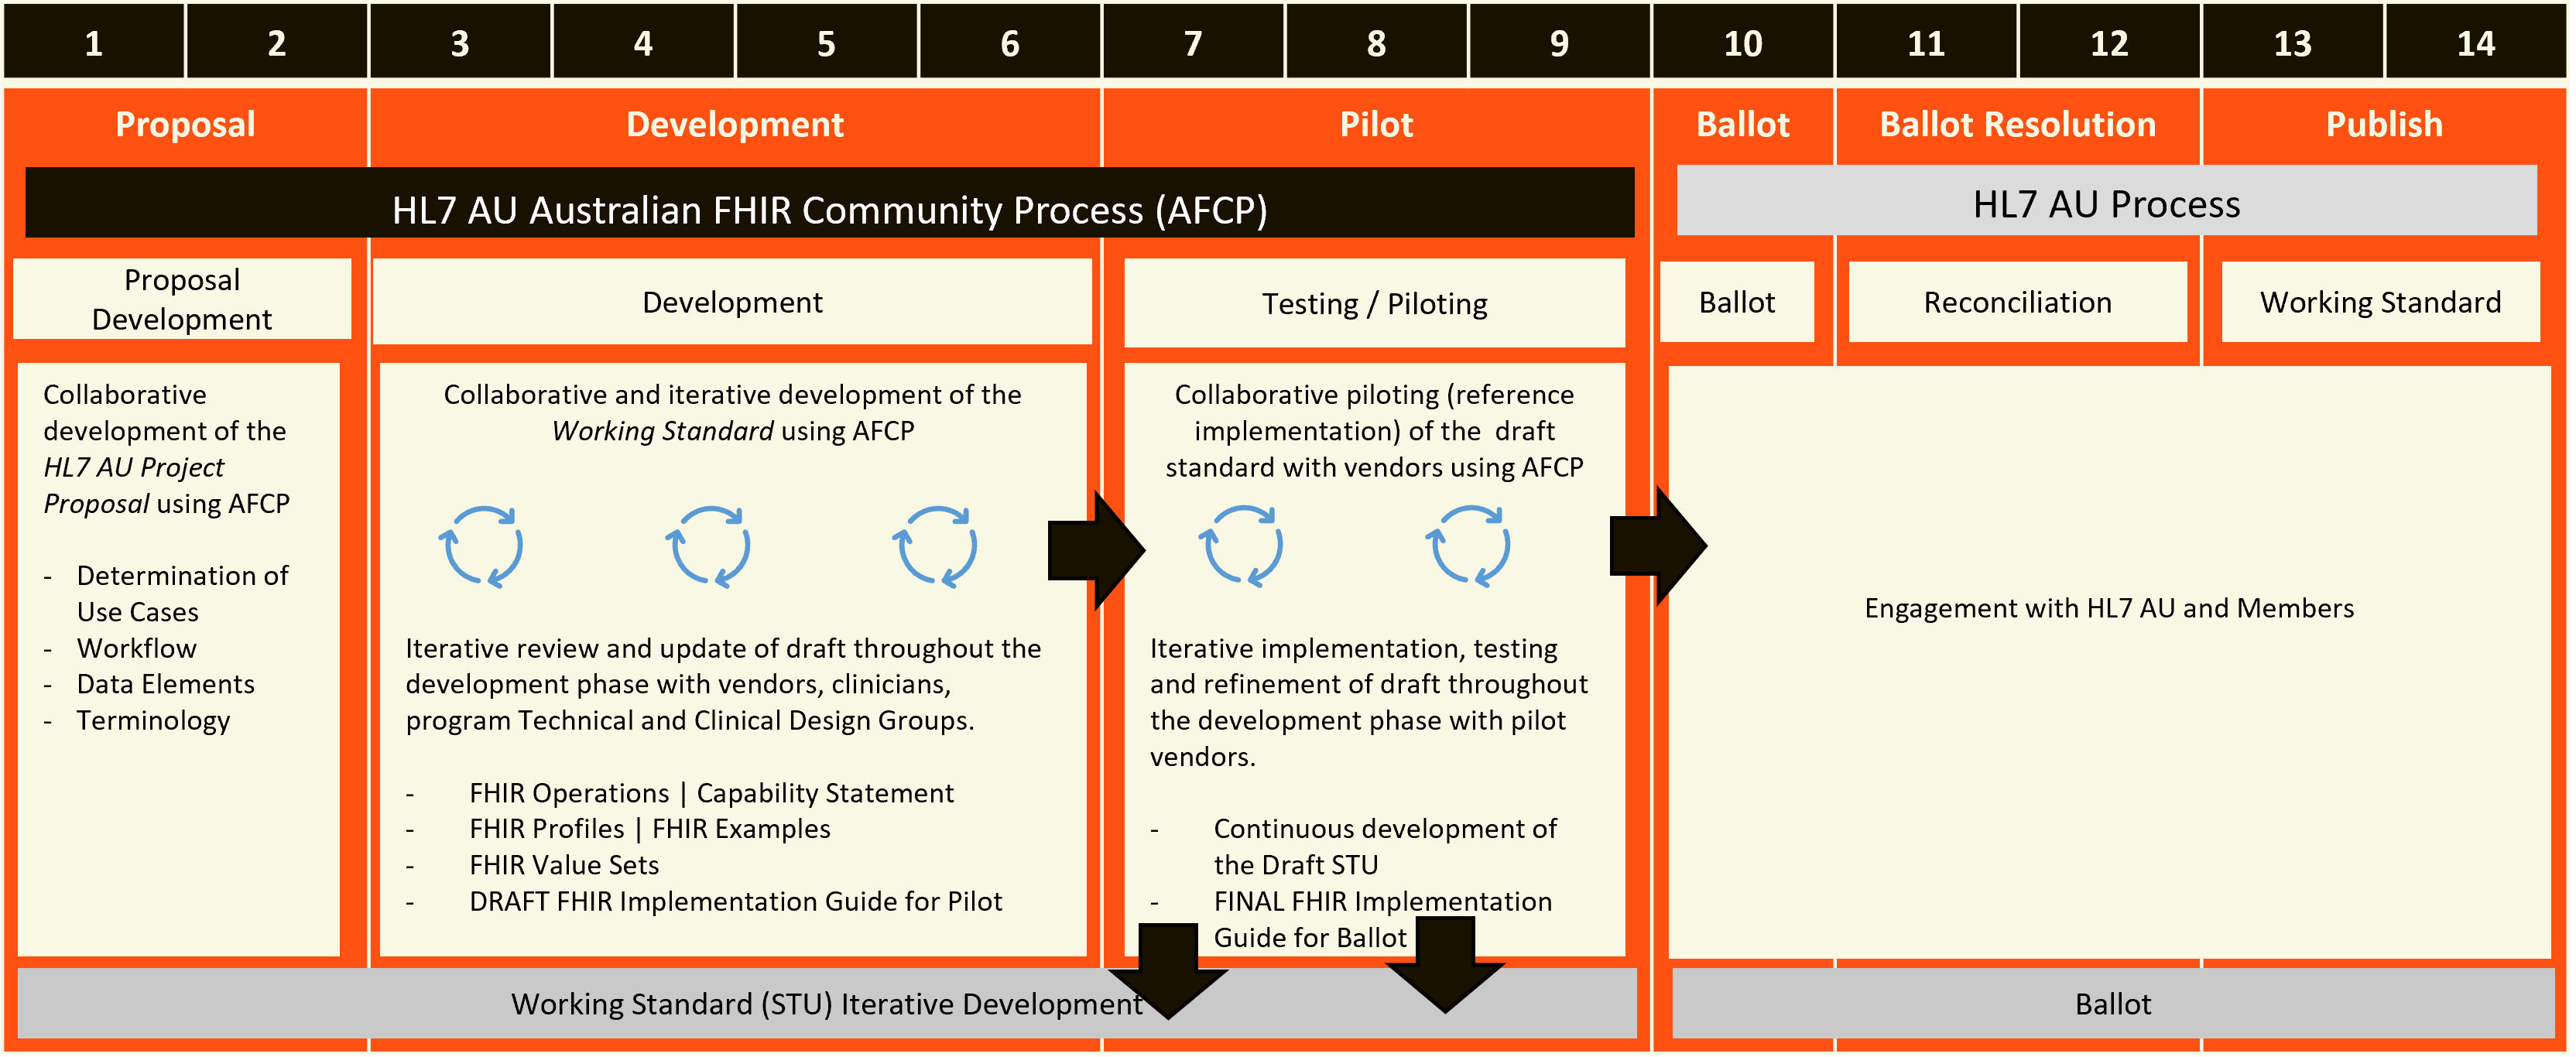 1 2 3 4 5 6 7 8 9 10 11 12 13 14
Proposal Development Pilot Ballot Ballot Resolution Publish
HL7 AU Australian FHIR Community Process (AFCP)
HL7 AU Process
Proposal
Development
Development
Testing / Piloting
Ballot
Reconciliation
Working Standard
Collaborative
development of the
HL7 AU Project
Proposal using AFCP
- Determination of
Use Cases
- Workflow
- Data Elements
- Terminology
Collaborative and iterative development of the
Working Standard using AFCP
Iterative review and update of draft throughout the
development phase with vendors, clinicians,
program Technical and Clinical Design Groups.
- FHIR Operations | Capability Statement
- FHIR Profiles | FHIR Examples
- FHIR Value Sets
- DRAFT FHIR Implementation Guide for Pilot
Collaborative piloting (reference
implementation) of the draft
standard with vendors using AFCP
Iterative implementation, testing
and refinement of draft throughout
the development phase with pilot
vendors.
- Continuous development of
the Draft STU
- FINAL FHIR Implementation
Guide for Ballot
Engagement with HL7 AU and Members
Working Standard (STU) Iterative Development
Ballot